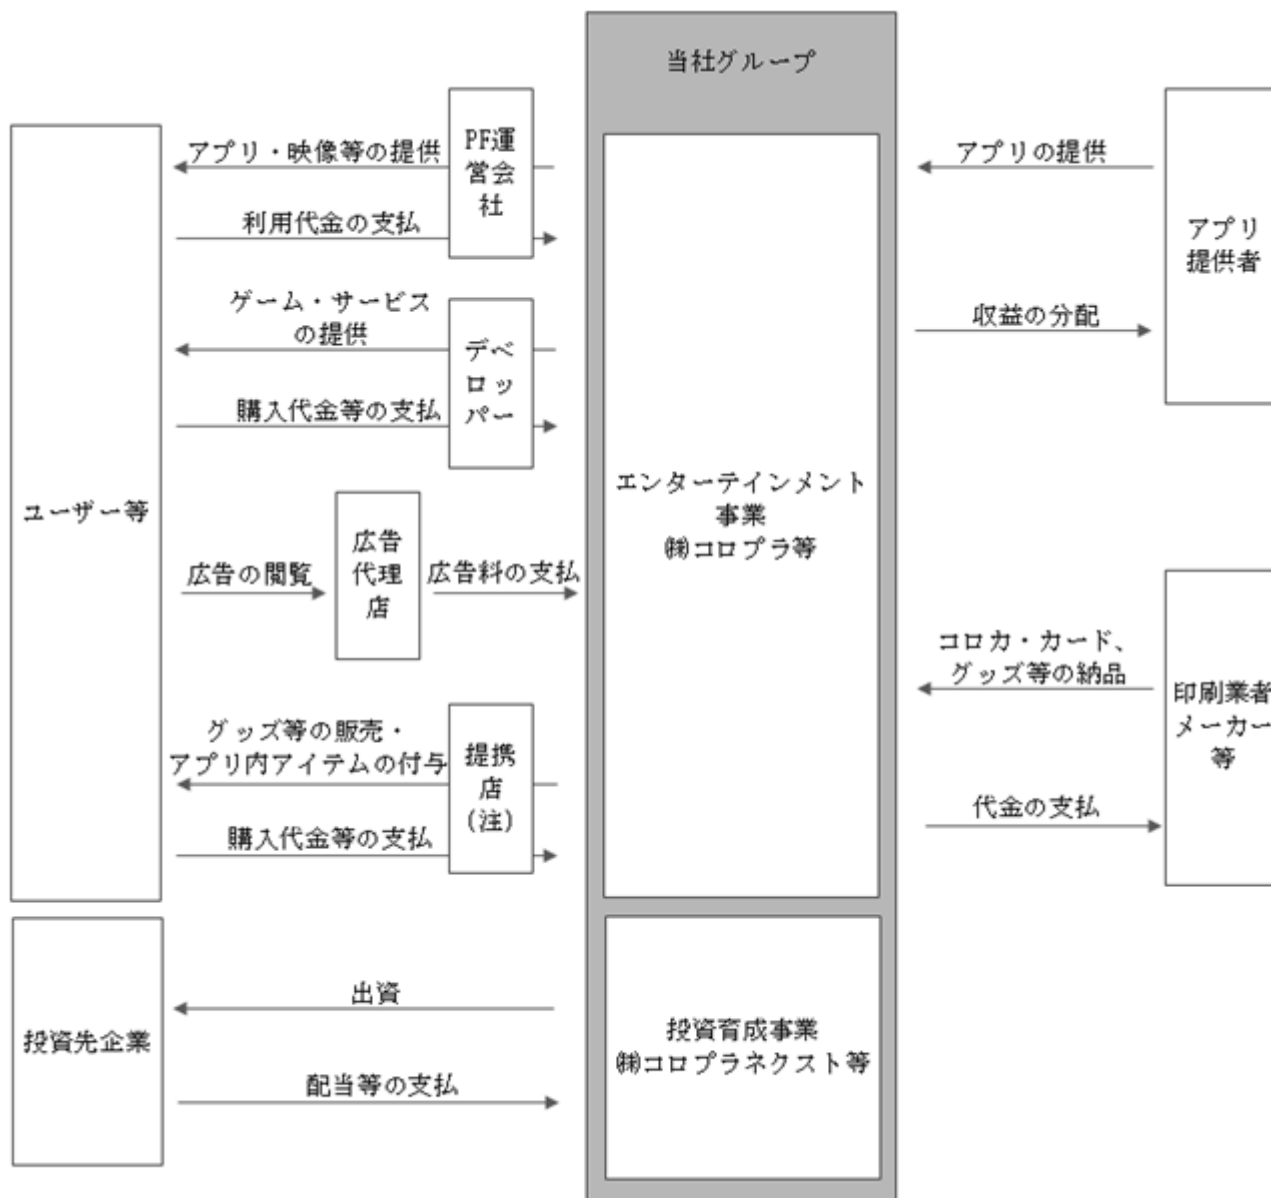 当社グループ
ユーザー等
アプリ・映像等の提供
利用代金の支払
PF運
営会
社
ゲーム・サービス
の提供
購入代金等の支払
デベ
ロッ
パー
広告の閲覧
広告
代理
店
広告料の支払
グッズ等の販売・
アプリ内アイテムの付与
購入代金等の支払
提携
店
(注)
エンターテインメント
事業
㈱コロプラ等
アプリの提供
収益の分配
アプリ
提供者
コロカ・カード、
グッズ等の納品
代金の支払
印刷業者
メーカー
等
投資先企業
出資
配当等の支払
投資育成事業
㈱コロプラネクスト等